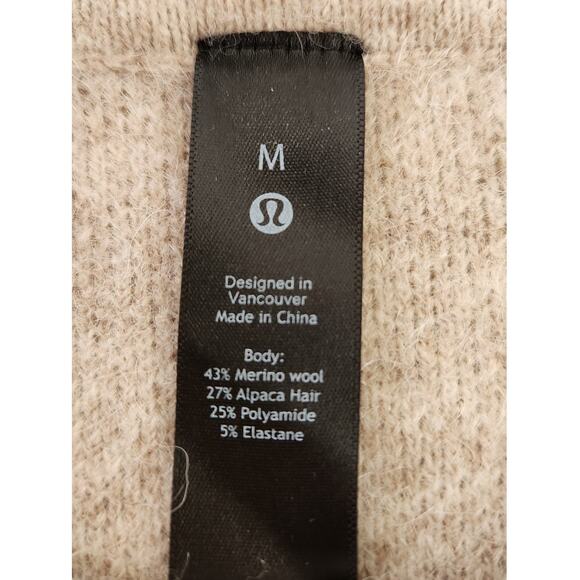 M
Designed in
Vancouver
Made in China
Body:
43% Merino wool
27% Alpaca Hair
25% Polyamide
5% Elastane